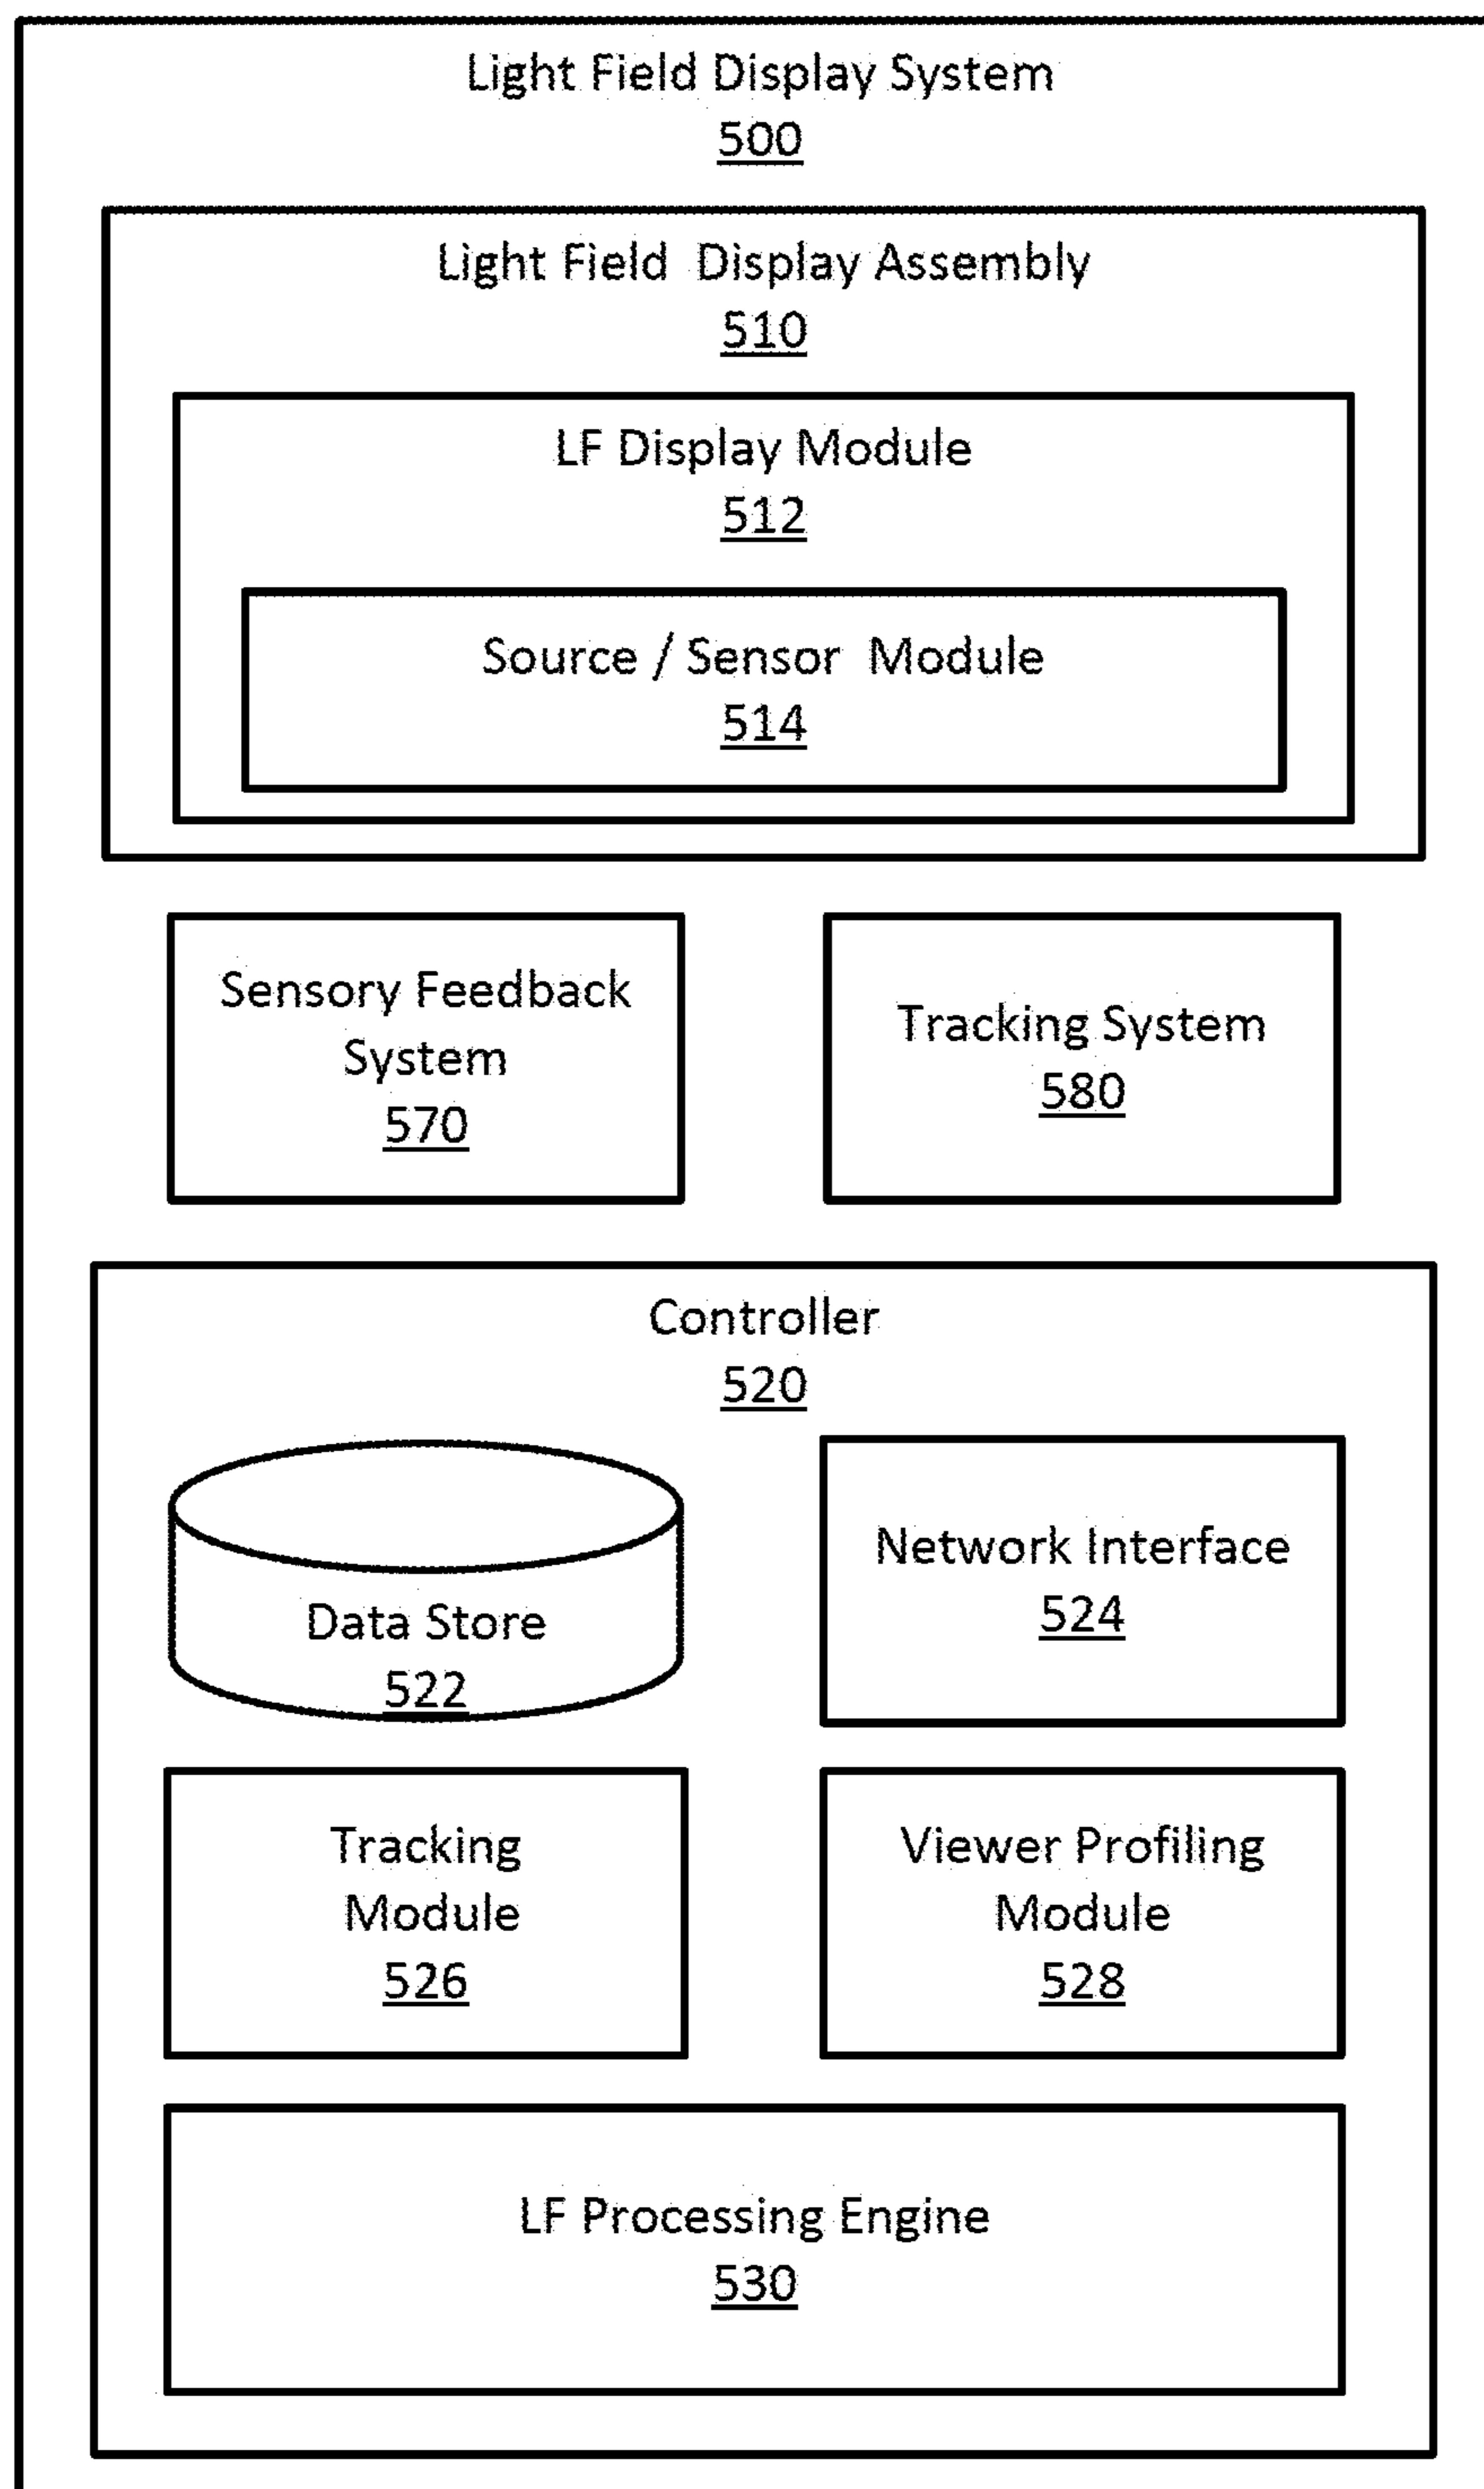 Light Field Display System
500
Light Field Display Assembly
510
LF Display Module
512
Source / Sensor Module
514
Sensory Feedback
System
570
Tracking System
580
Controller
520
Data Store
522
Network Interface
524
Tracking
Module
526
Viewer Profiling
Module
528
LF Processing Engine
530